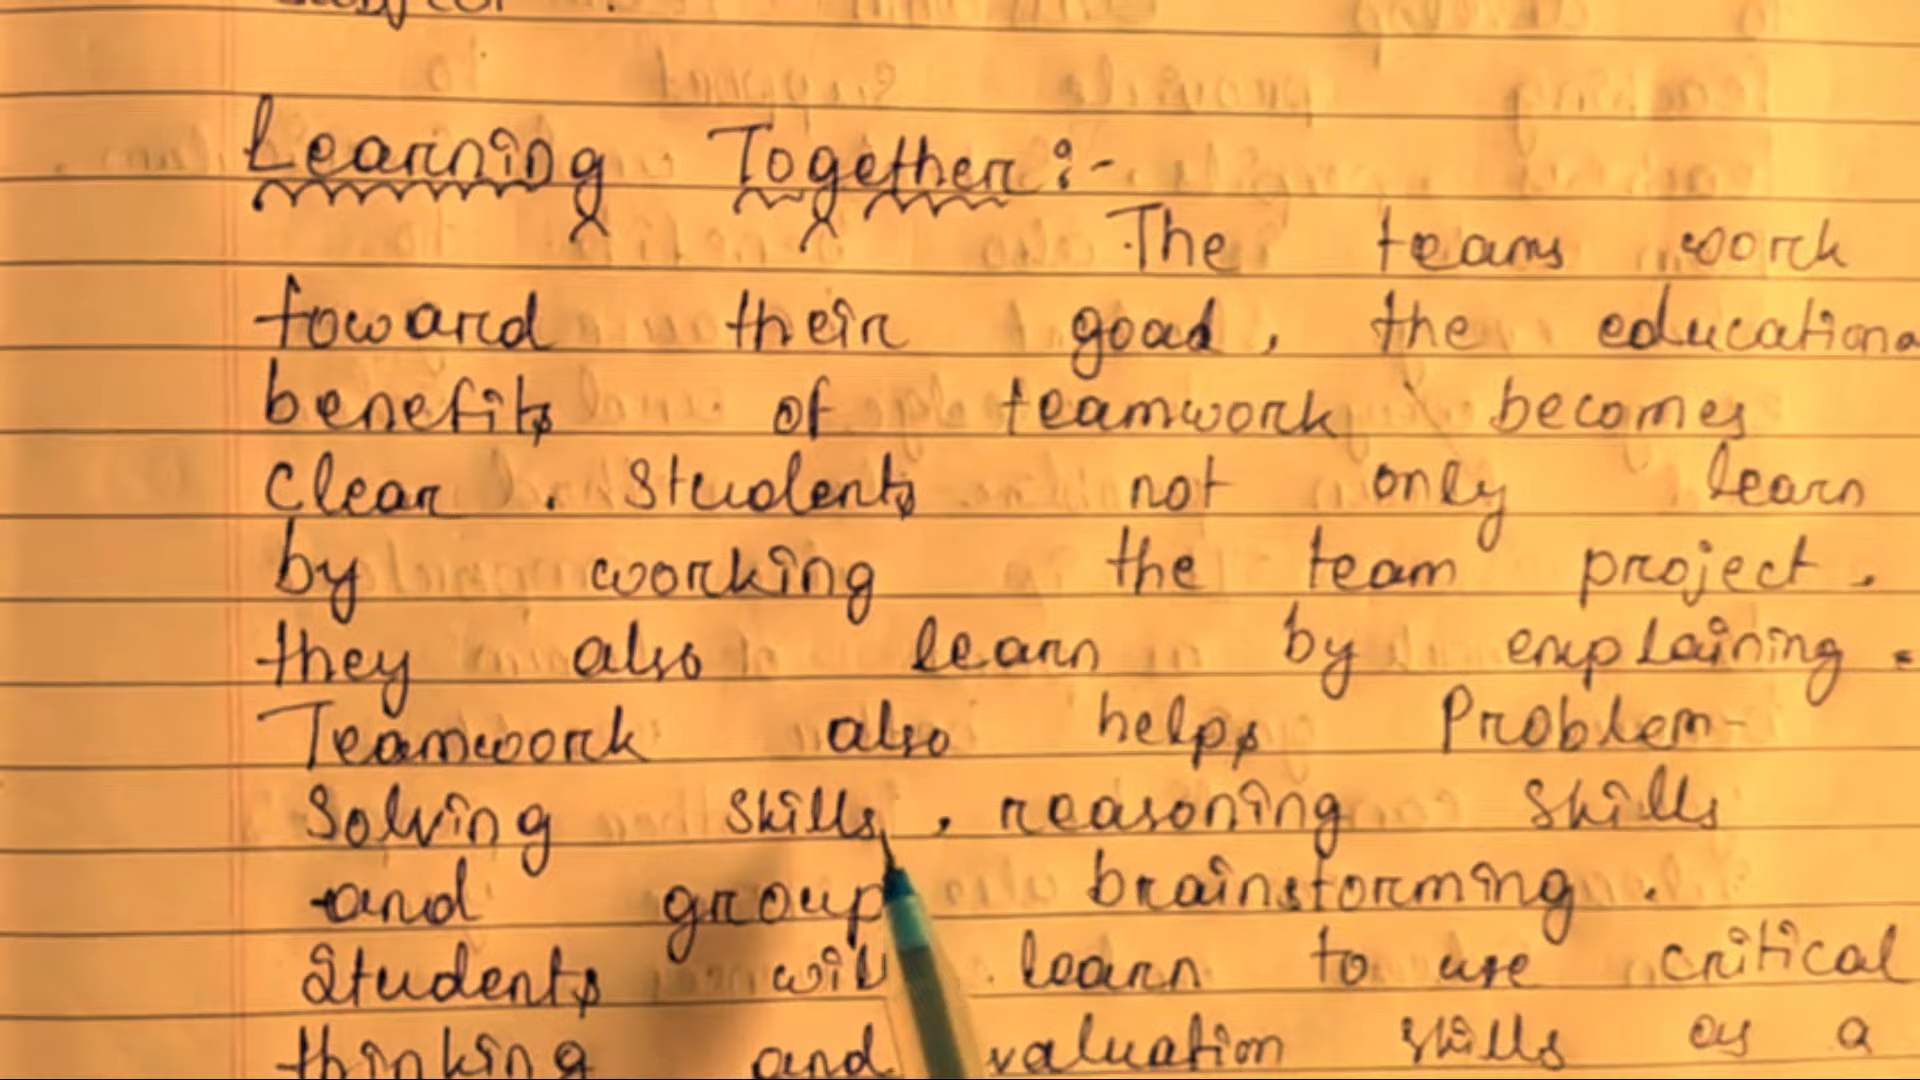 Learning Together :-
The teams work
toward their goad, the educationa
benefits of teamwork becomes
clear. Students not only learn
by working the team project.
they also learn by enplaining.
Teamwork also helps Problem-
Solving Skills, reasoning Skills
and group brainstorming.
Students will learn to use critical
thinking and valuation skills as a